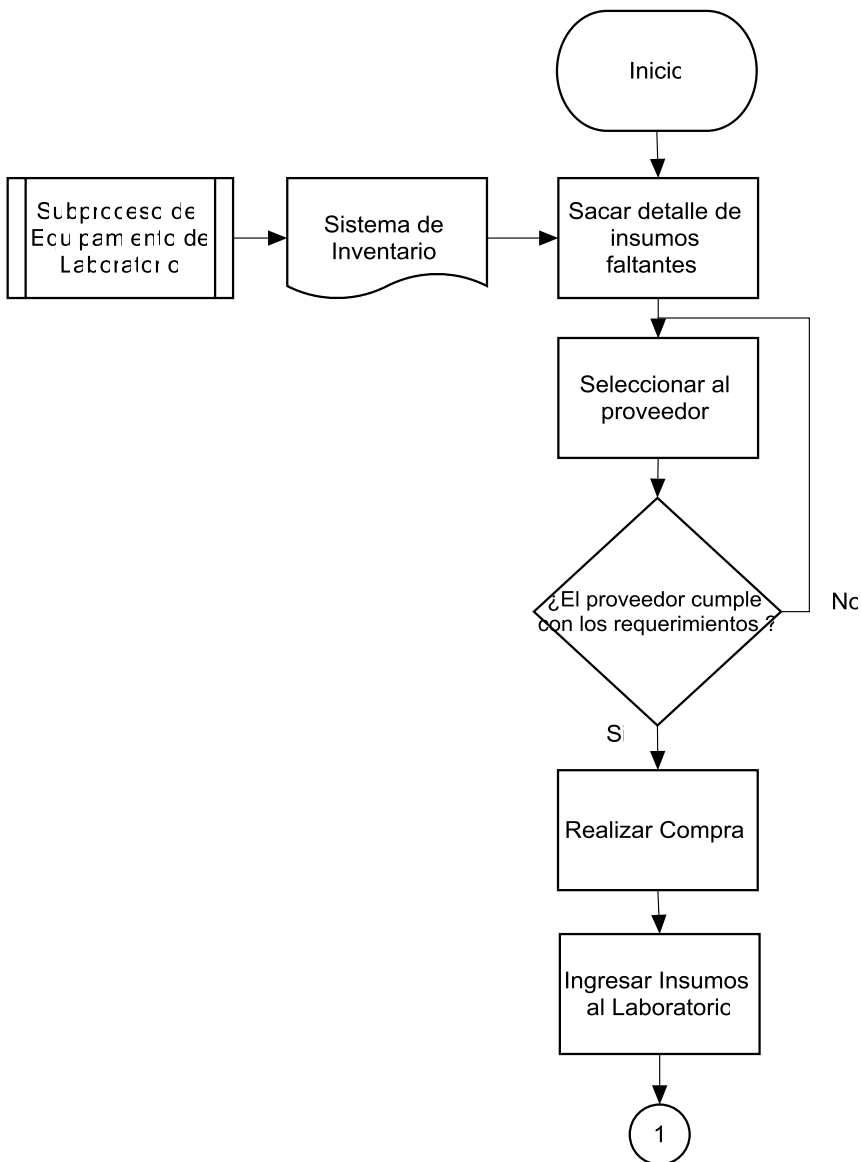 Inicio
Subproceso de
Equipamiento de
Laboratorio
Sistema de
Inventario
Sacar detalle de
insumos
faltantes
Seleccionar al
proveedor
¿El proveedor cumple
con los requerimientos ?
No
Si
Realizar Compra
Ingresar Insumos
al Laboratorio
1